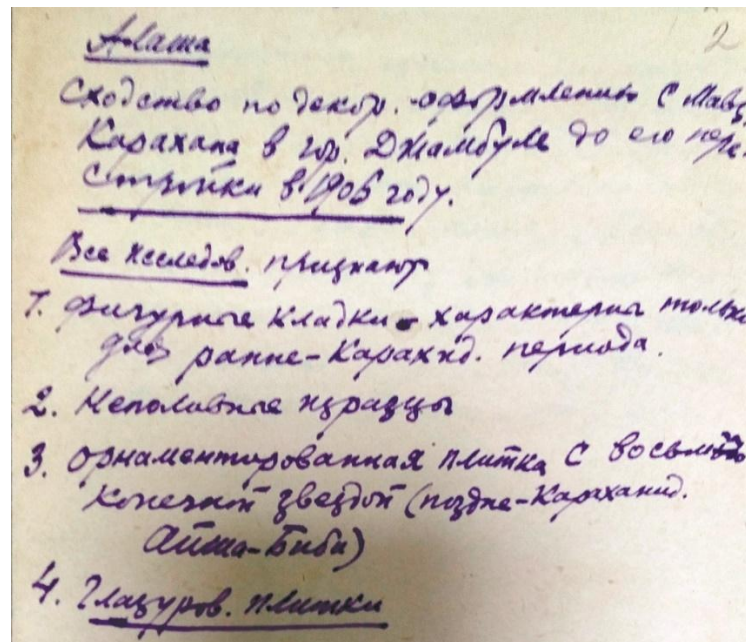 2
Алаша
Сходство по декор. оформлению с Мавз
Карахана в гор. Джамбуле до его пере-
стройки в 1906 году.
Все исследов. признают
1. Фигурные кладки - характерны только
для ранне-Карахид. периода.
2. Неполивные изразцы
3. Орнаментированная плитка с восьми
конечной звездой (поздне-Караханид.
Айша-Биби)
4. Глазуров. плитки